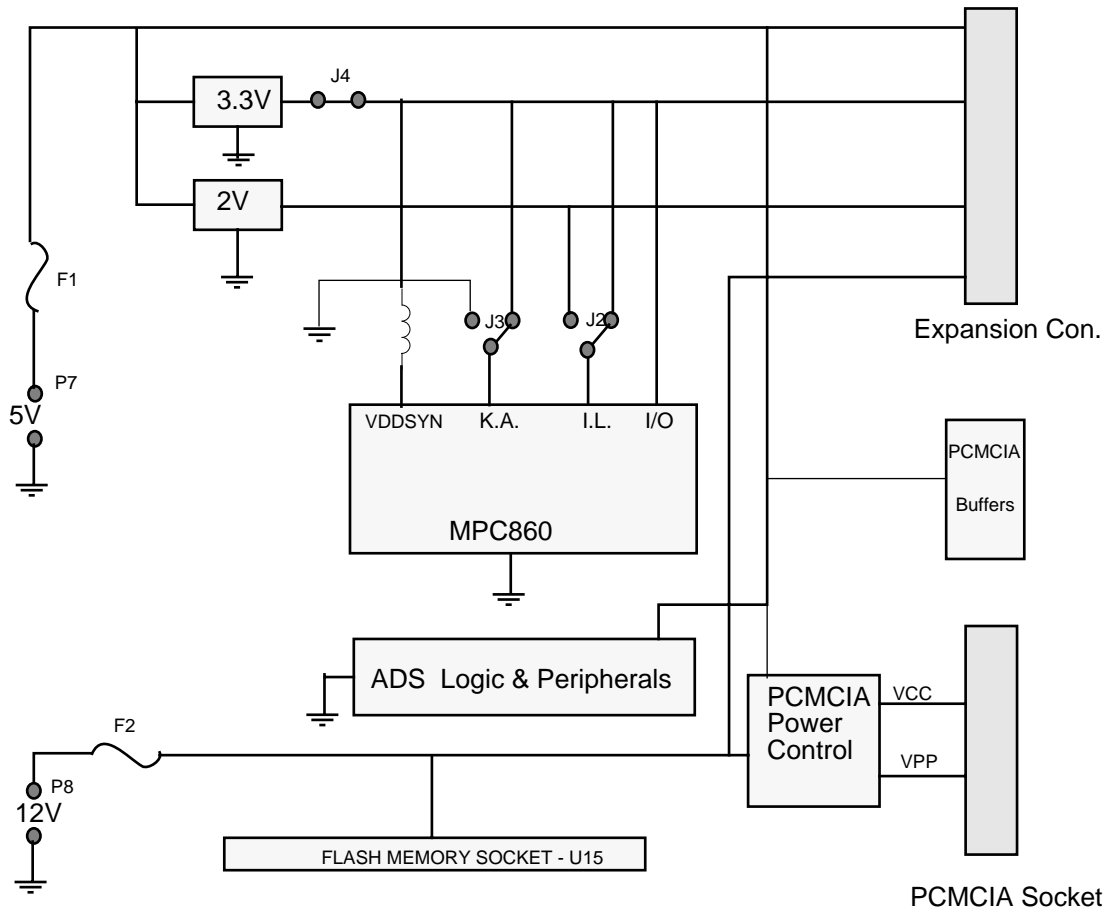 J4
3.3V
2V
F1
J3
J2
Expansion Con.
P7
5V
VDDSYN K.A. I.L. I/O
PCMCIA
Buffers
MPC860
ADS Logic & Peripherals
PCMCIA
Power
Control
VCC
VPP
F2
P8
12V
FLASH MEMORY SOCKET - U15
PCMCIA Socket